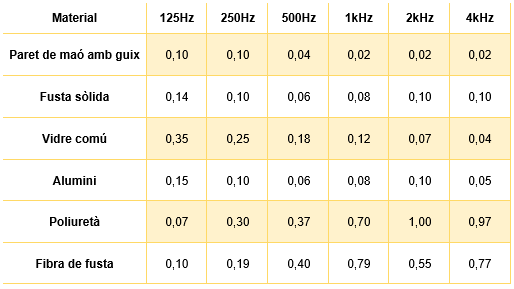 Material 125Hz 250Hz 500Hz 1kHz 2kHz 4kHz
Paret de maó amb guix 0,10 0,10 0,04 0,02 0,02 0,02
Fusta sòlida 0,14 0,10 0,06 0,08 0,10 0,10
Vidre comú 0,35 0,25 0,18 0,12 0,07 0,04
Alumini 0,15 0,10 0,06 0,08 0,10 0,05
Poliuretà 0,07 0,30 0,37 0,70 1,00 0,97
Fibra de fusta 0,10 0,19 0,40 0,79 0,55 0,77